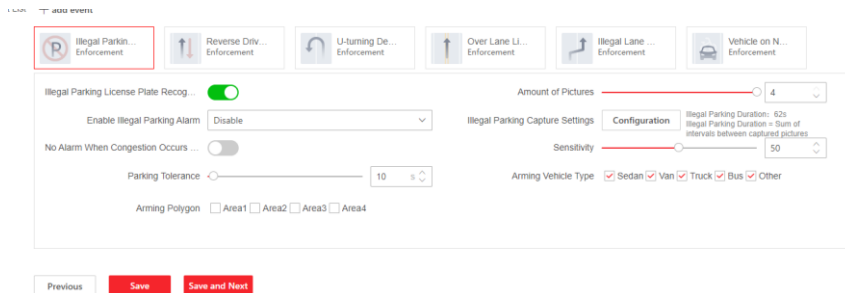 + add event
Illegal Parkin...
Enforcement
Reverse Driv...
Enforcement
U-turning De...
Enforcement
Over Lane Li...
Enforcement
Illegal Lane ...
Enforcement
Vehicle on N...
Enforcement
Illegal Parking License Plate Recog...
Amount of Pictures 4
Enable Illegal Parking Alarm Disable
Illegal Parking Capture Settings Configuration
Illegal Parking Duration: 62s
Illegal Parking Duration = Sum of
intervals between captured pictures
No Alarm When Congestion Occurs ...
Sensitivity 50
Parking Tolerance 10 s
Arming Vehicle Type Sedan Van Truck Bus Other
Arming Polygon Area1 Area2 Area3 Area4
Previous Save Save and Next